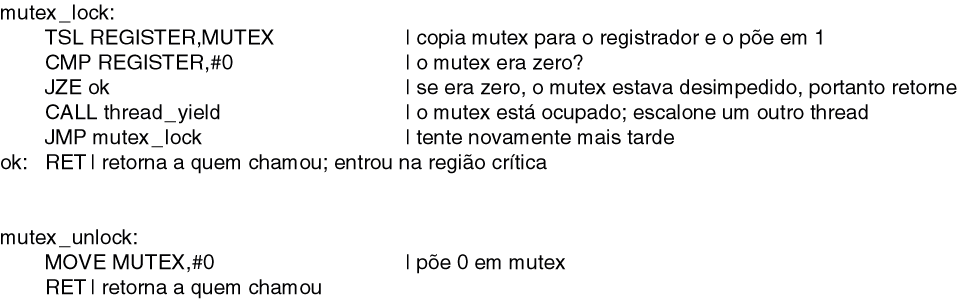 mutex_lock:
TSL REGISTER,MUTEX | copia mutex para o registrador e o põe em 1
CMP REGISTER,#0 | o mutex era zero?
JZE ok | se era zero, o mutex estava desimpedido, portanto retorne
CALL thread_yield | o mutex está ocupado; escalone um outro thread
JMP mutex_lock | tente novamente mais tarde
ok: RET | retorna a quem chamou; entrou na região crítica
mutex_unlock:
MOVE MUTEX,#0 | põe 0 em mutex
RET | retorna a quem chamou